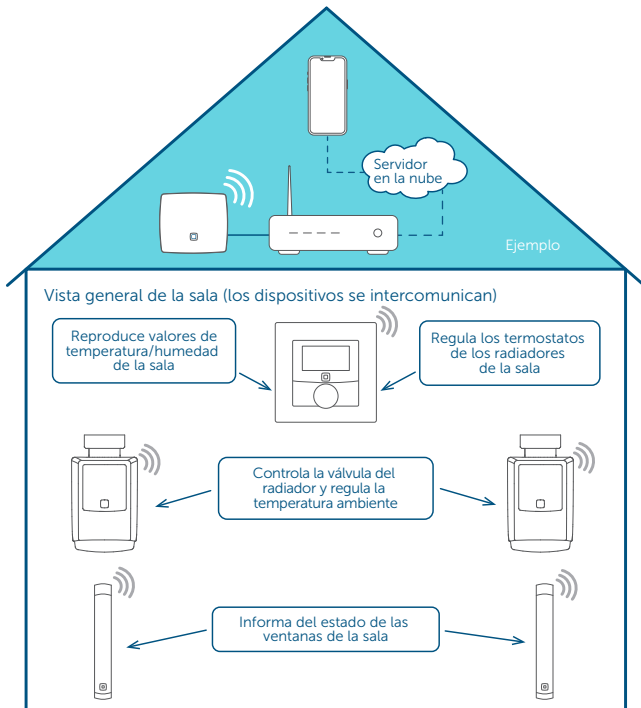 Servidor
en la nube
Ejemplo
Vista general de la sala (los dispositivos se intercomunican)
Reproduce valores de
temperatura/humedad
de la sala
Regula los termostatos
de los radiadores
de la sala
Controla la válvula del
radiador y regula la
temperatura ambiente
Informa del estado de las
ventanas de la sala